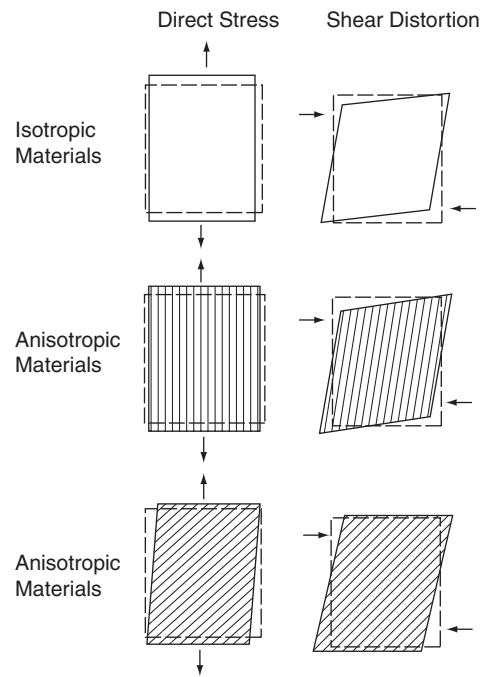 Direct Stress
Shear Distortion
Isotropic
Materials
Anisotropic
Materials
Anisotropic
Materials